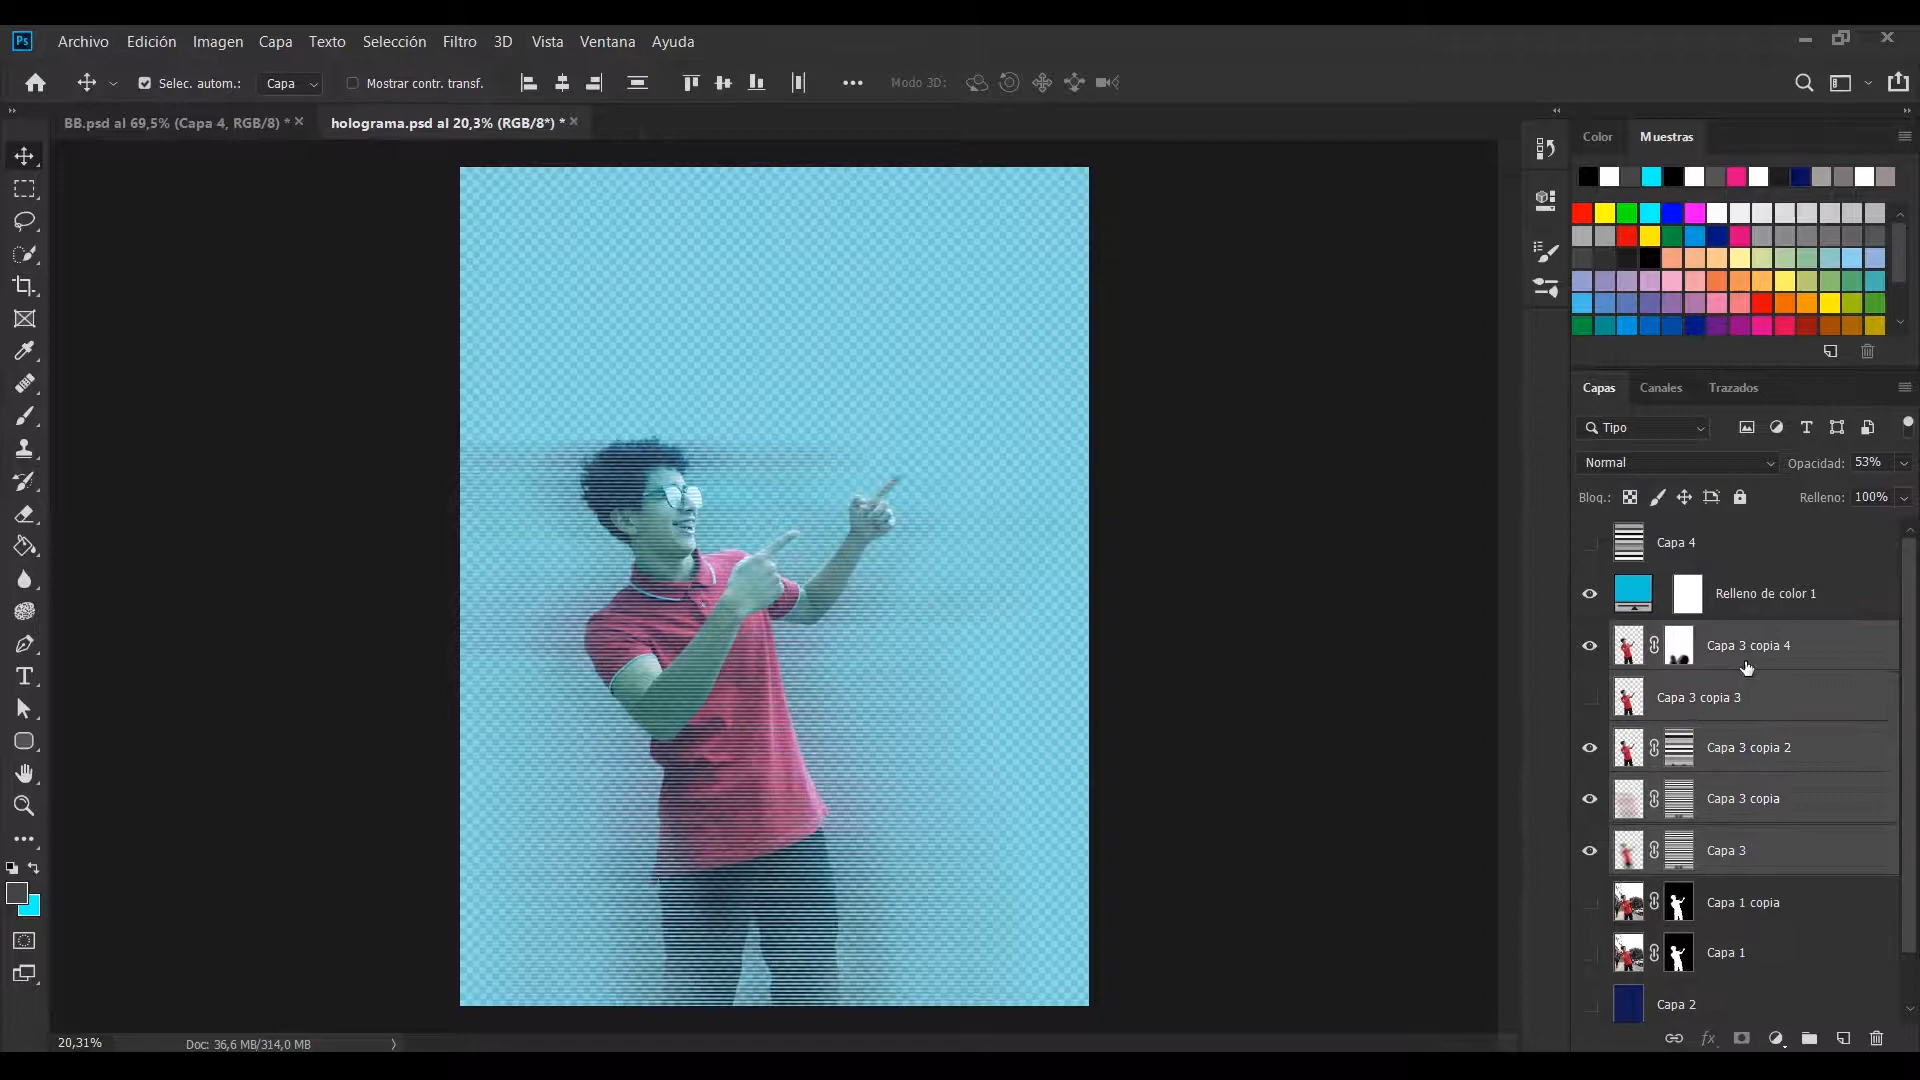 Ps
Archivo Edición Imagen Capa Texto Selección Filtro 3D Vista Ventana Ayuda
Selec. autom.: Capa Mostrar contr. transf. Modo 3D:
BB.psd al 69,5% (Capa 4, RGB/8) * holograma.psd al 20,3% (RGB/8*) *
Color Muestras
Capas Canales Trazados
Tipo
Normal Opacidad: 53%
Bloq.: Relleno: 100%
Capa 4
Relleno de color 1
Capa 3 copia 4
Capa 3 copia 3
Capa 3 copia 2
Capa 3 copia
Capa 3
Capa 1 copia
Capa 1
Capa 2
fx
20,31% Doc: 36,6 MB/314,0 MB